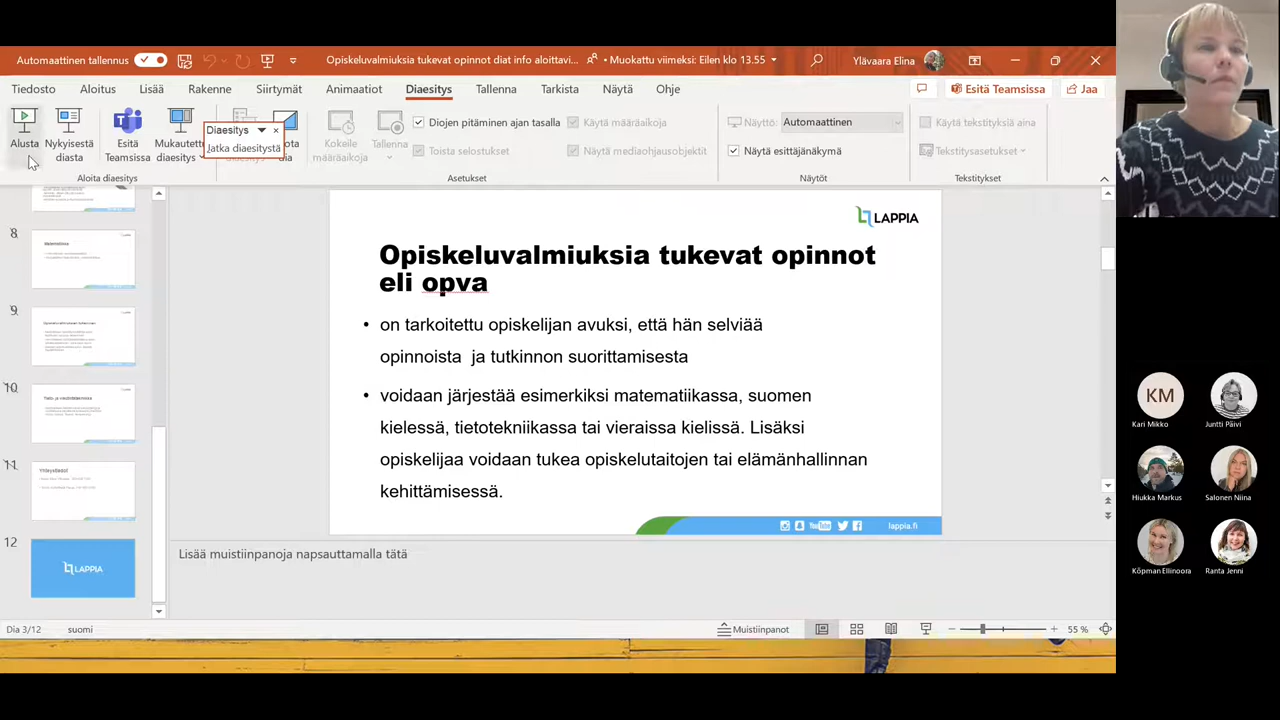 Automaattinen tallennus
Opiskeluvalmiuksia tukevat opinnot diat info aloittavi...
• Muokattu viimeksi: Eilen klo 13.55
Ylävaara Elina
Tiedosto Aloitus Lisää Rakenne Siirtymät Animaatiot Diaesitys Tallenna Tarkista Näytä Ohje
Esitä Teamsissa
Jaa
Alusta
Nykyisestä
diasta
Esitä
Teamsissa
Mukautettu
diaesitys
Diaesitys
Jatka diaesitystä
Kokeile
määräaikoja
Tallenna
Diojen pitäminen ajan tasalla
Toista selostukset
Käytä määräaikoja
Näytä mediaohjausobjektit
Näyttö: Automaattinen
Näytä esittäjänäkymä
Käytä tekstityksiä aina
Tekstitysasetukset
Aloita diaesitys
Asetukset
Näytöt
Tekstitykset
8
9
10
11
Yhteystiedot
12
LAPPIA
LAPPIA
Opiskeluvalmiuksia tukevat opinnot
eli opva
• on tarkoitettu opiskelijan avuksi, että hän selviää
opinnoista ja tutkinnon suorittamisesta
• voidaan järjestää esimerkiksi matematiikassa, suomen
kielessä, tietotekniikassa tai vieraissa kielissä. Lisäksi
opiskelijaa voidaan tukea opiskelutaitojen tai elämänhallinnan
kehittämisessä.
YouTube
lappia.fi
Lisää muistiinpanoja napsauttamalla tätä
Dia 3/12 suomi
Muistiinpanot
55 %
KM
Kari Mikko
Juntti Päivi
Hiukka Markus
Salonen Niina
Köpman Ellinoora
Ranta Jenni